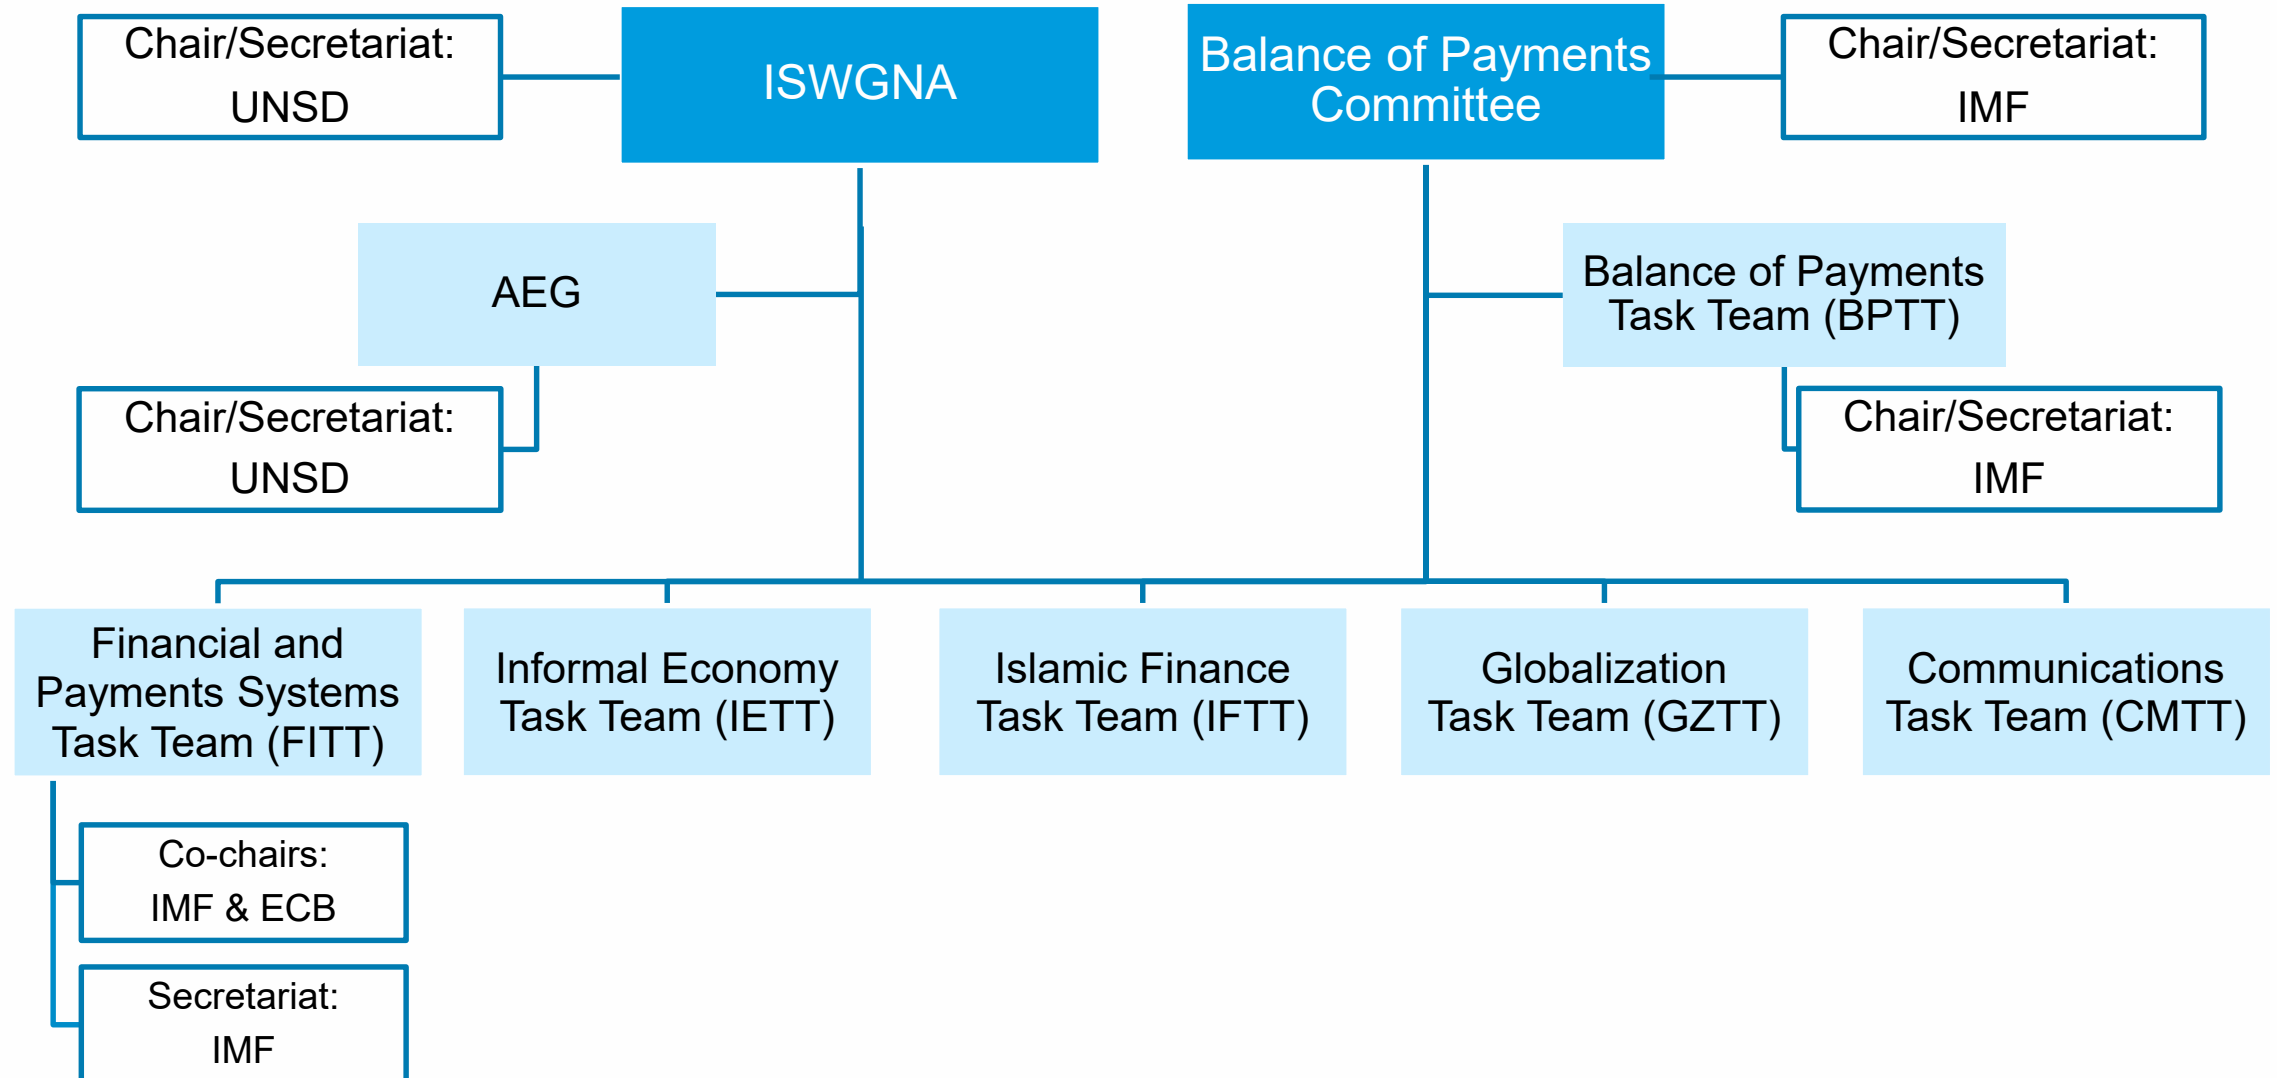 Chair/Secretariat:
UNSD
ISWGNA
Balance of Payments
Committee
Chair/Secretariat:
IMF
AEG
Balance of Payments
Task Team (BPTT)
Chair/Secretariat:
UNSD
Chair/Secretariat:
IMF
Financial and
Payments Systems
Task Team (FITT)
Informal Economy
Task Team (IETT)
Islamic Finance
Task Team (IFTT)
Globalization
Task Team (GZTT)
Communications
Task Team (CMTT)
Co-chairs:
IMF & ECB
Secretariat:
IMF